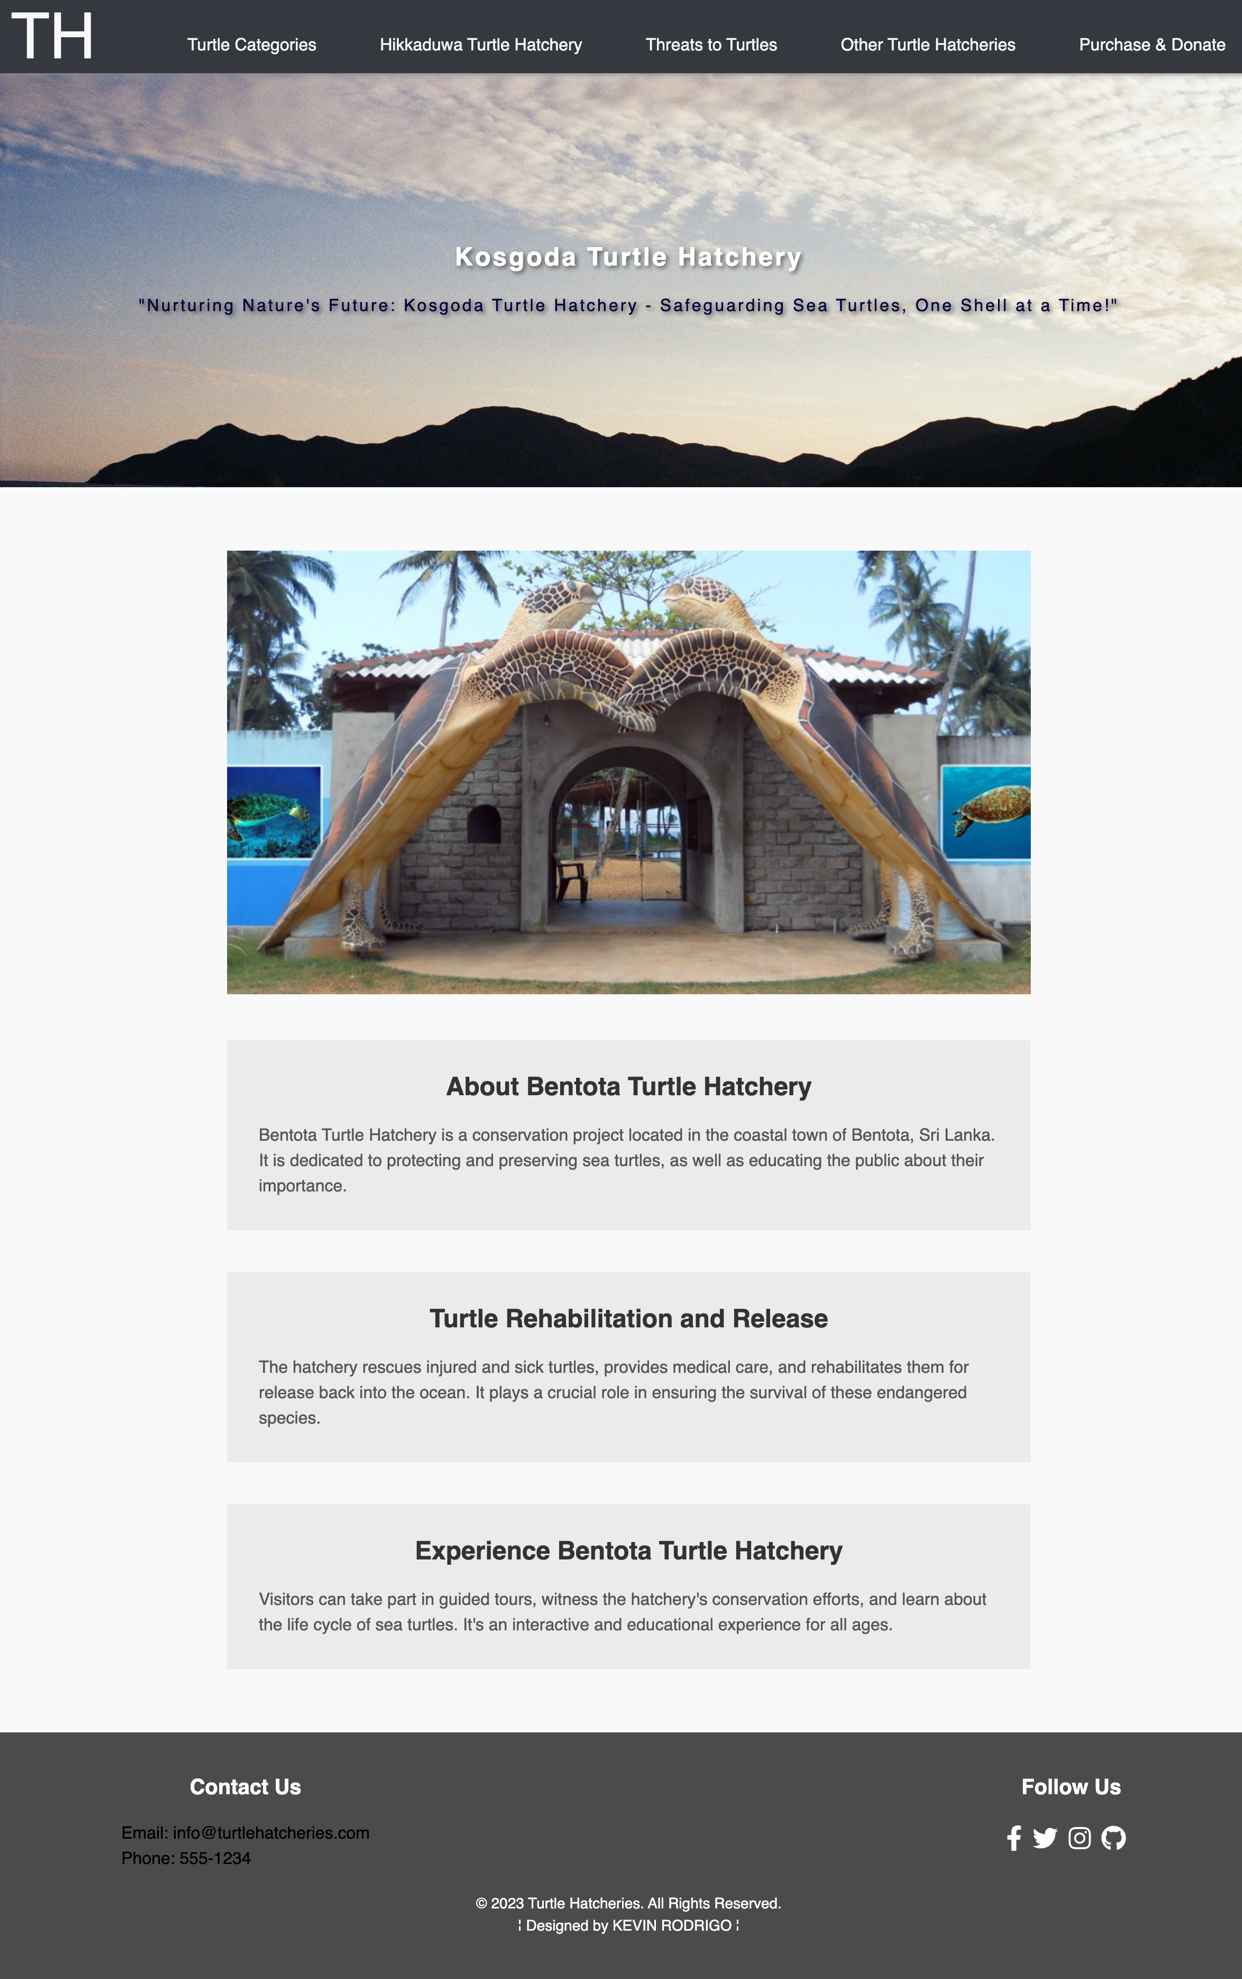 TH
Turtle Categories
Hikkaduwa Turtle Hatchery
Threats to Turtles
Other Turtle Hatcheries
Purchase & Donate
Kosgoda Turtle Hatchery
"Nurturing Nature's Future: Kosgoda Turtle Hatchery - Safeguarding Sea Turtles, One Shell at a Time!"
About Bentota Turtle Hatchery
Bentota Turtle Hatchery is a conservation project located in the coastal town of Bentota, Sri Lanka.
It is dedicated to protecting and preserving sea turtles, as well as educating the public about their
importance.
Turtle Rehabilitation and Release
The hatchery rescues injured and sick turtles, provides medical care, and rehabilitates them for
release back into the ocean. It plays a crucial role in ensuring the survival of these endangered
species.
Experience Bentota Turtle Hatchery
Visitors can take part in guided tours, witness the hatchery's conservation efforts, and learn about
the life cycle of sea turtles. It's an interactive and educational experience for all ages.
Contact Us
Email: info@turtlehatcheries.com
Phone: 555-1234
Follow Us
© 2023 Turtle Hatcheries. All Rights Reserved.
¦ Designed by KEVIN RODRIGO ¦